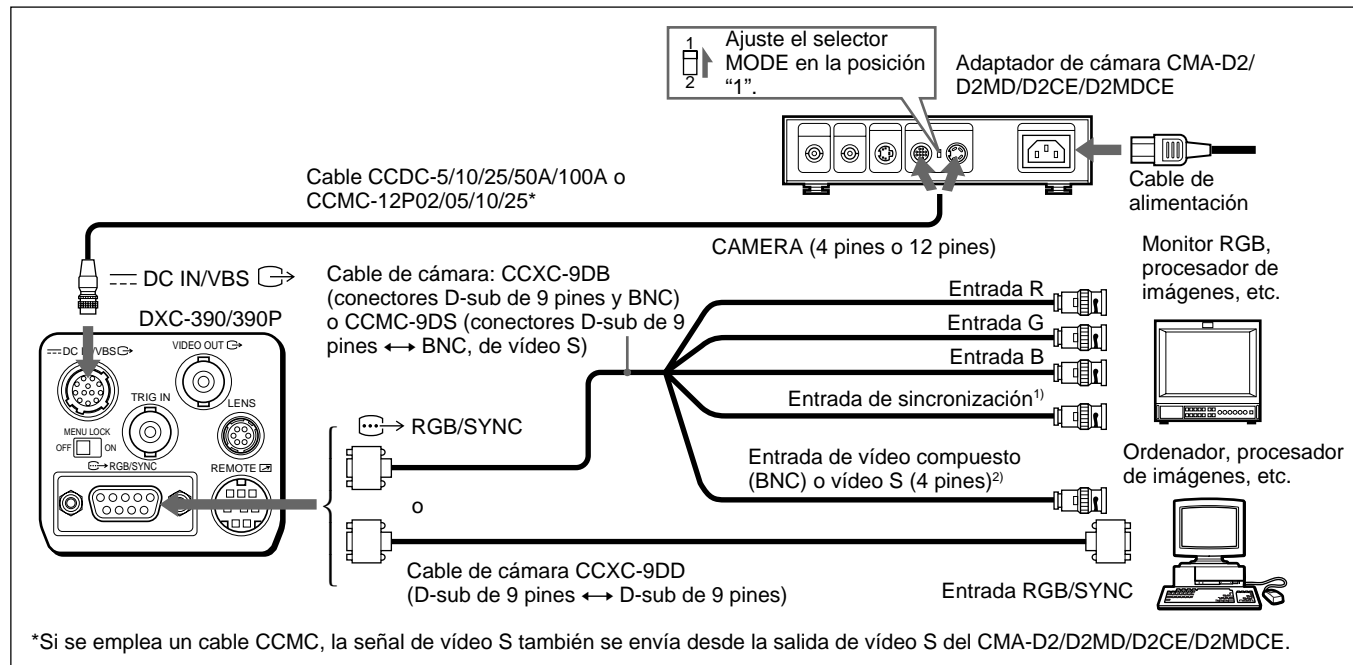 1
2
Ajuste el selector
MODE en la posición
“1”.
Adaptador de cámara CMA-D2/
D2MD/D2CE/D2MDCE
Cable de
alimentación
Cable CCDC-5/10/25/50A/100A o
CCMC-12P02/05/10/25*
CAMERA (4 pines o 12 pines)
DC IN/VBS
DXC-390/390P
DC IN/VBS
VIDEO OUT
TRIG IN
LENS
MENU LOCK
OFF
ON
RGB/SYNC
REMOTE
Cable de cámara: CCXC-9DB
(conectores D-sub de 9 pines y BNC)
o CCMC-9DS (conectores D-sub de 9
pines ↔ BNC, de vídeo S)
RGB/SYNC
o
Cable de cámara CCXC-9DD
(D-sub de 9 pines ↔ D-sub de 9 pines)
Entrada R
Entrada G
Entrada B
Entrada de sincronización1)
Entrada de vídeo compuesto
(BNC) o vídeo S (4 pines)2)
Entrada RGB/SYNC
Monitor RGB,
procesador de
imágenes, etc.
Ordenador, procesador
de imágenes, etc.
*Si se emplea un cable CCMC, la señal de vídeo S también se envía desde la salida de vídeo S del CMA-D2/D2MD/D2CE/D2MDCE.